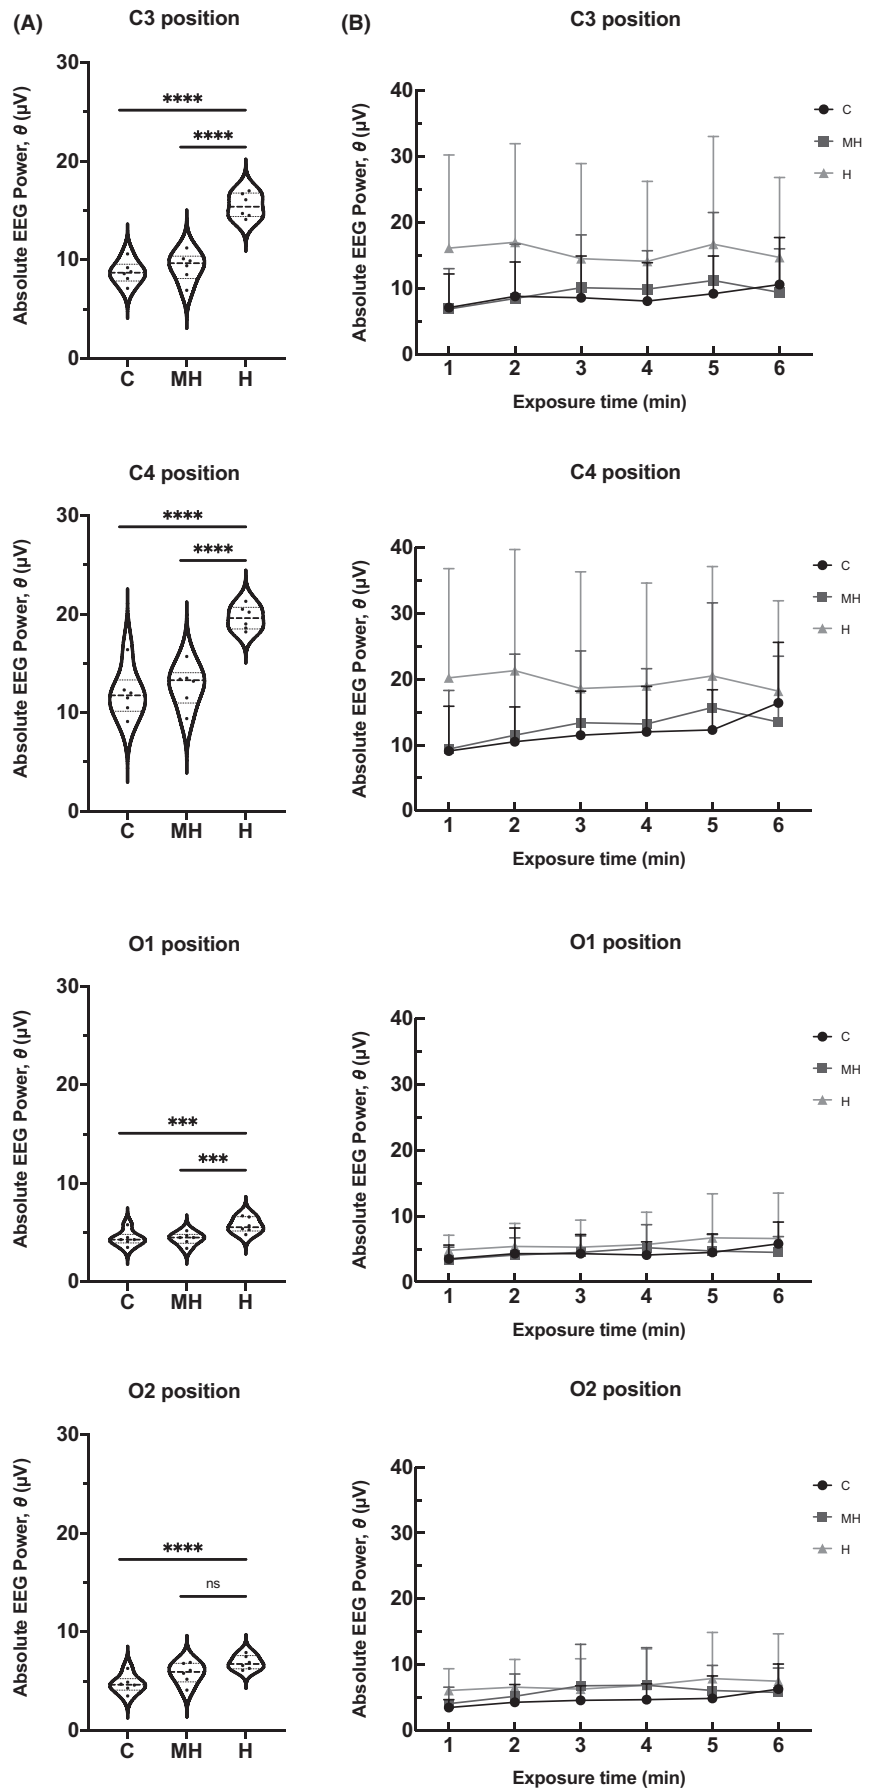 (A)
C3 position
Absolute EEG Power, θ (µV)
30
20
10
0
****
****
C MH H
(B)
C3 position
Absolute EEG Power, θ (µV)
40
30
20
10
0
1 2 3 4 5 6
Exposure time (min)
C
MH
H
C4 position
Absolute EEG Power, θ (µV)
30
20
10
0
****
****
C MH H
C4 position
Absolute EEG Power, θ (µV)
40
30
20
10
0
1 2 3 4 5 6
Exposure time (min)
C
MH
H
O1 position
Absolute EEG Power, θ (µV)
30
20
10
0
***
***
C MH H
O1 position
Absolute EEG Power, θ (µV)
40
30
20
10
0
1 2 3 4 5 6
Exposure time (min)
C
MH
H
O2 position
Absolute EEG Power, θ (µV)
30
20
10
0
****
ns
C MH H
O2 position
Absolute EEG Power, θ (µV)
40
30
20
10
0
1 2 3 4 5 6
Exposure time (min)
C
MH
H